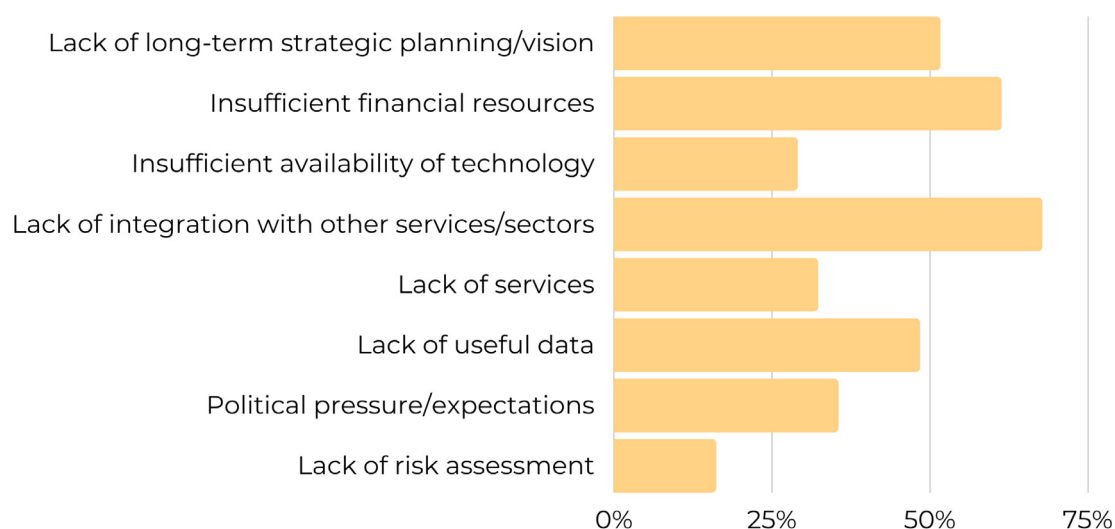 Lack of long-term strategic planning/vision
Insufficient financial resources
Insufficient availability of technology
Lack of integration with other services/sectors
Lack of services
Lack of useful data
Political pressure/expectations
Lack of risk assessment
0% 25% 50% 75%